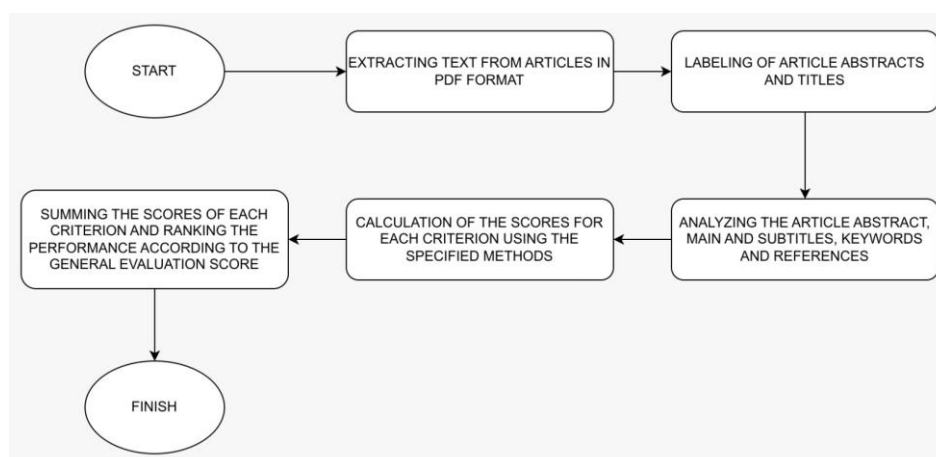 START
EXTRACTING TEXT FROM ARTICLES IN
PDF FORMAT
LABELING OF ARTICLE ABSTRACTS
AND TITLES
ANALYZING THE ARTICLE ABSTRACT,
MAIN AND SUBTITLES, KEYWORDS
AND REFERENCES
CALCULATION OF THE SCORES FOR
EACH CRITERION USING THE
SPECIFIED METHODS
SUMMING THE SCORES OF EACH
CRITERION AND RANKING THE
PERFORMANCE ACCORDING TO THE
GENERAL EVALUATION SCORE
FINISH